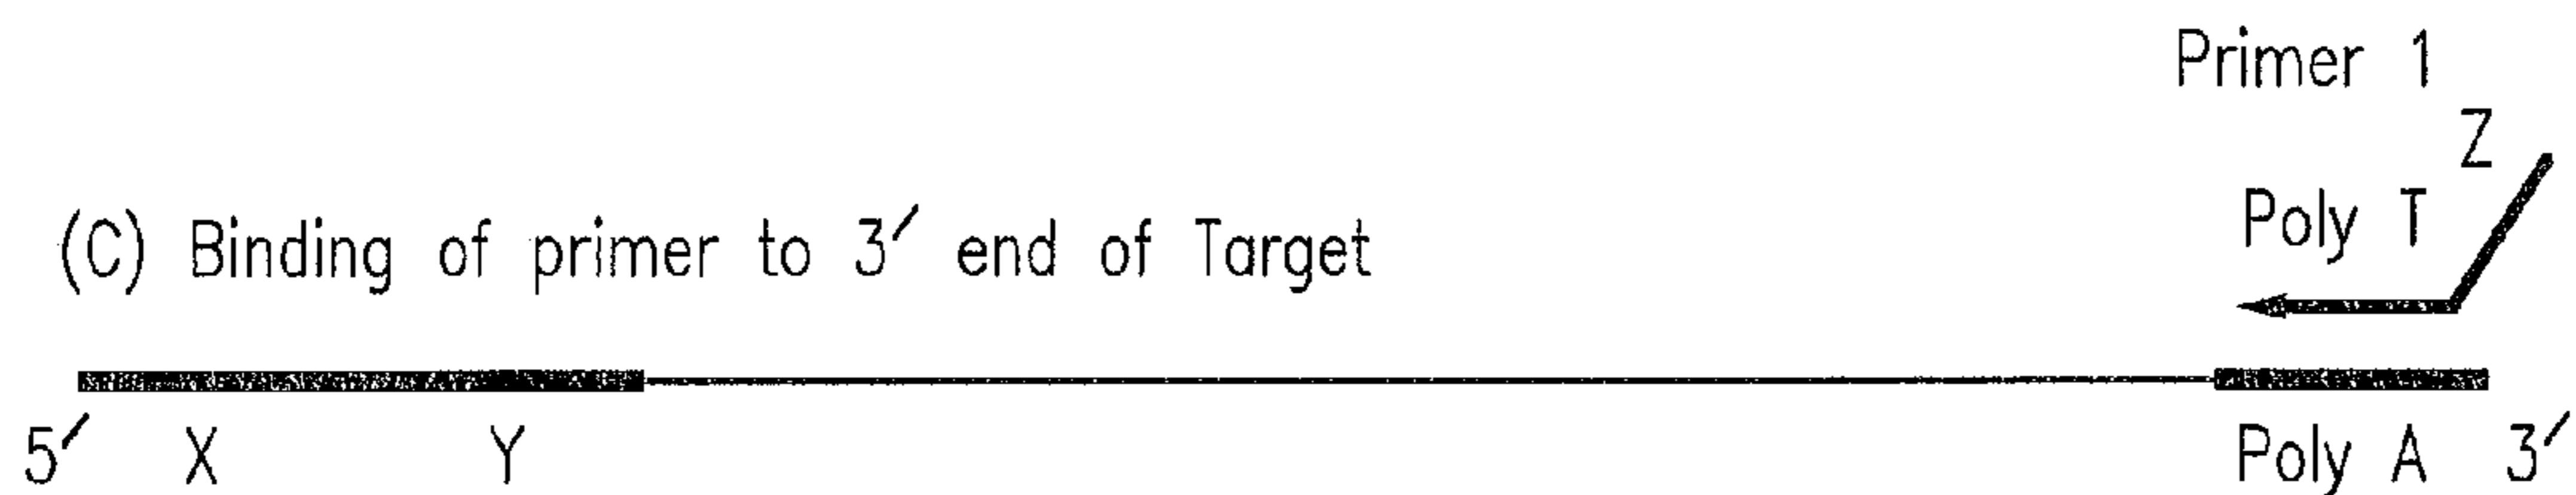 Primer 1
Z
Poly T
(C) Binding of primer to 3′ end of Target
5′ X Y Poly A 3′